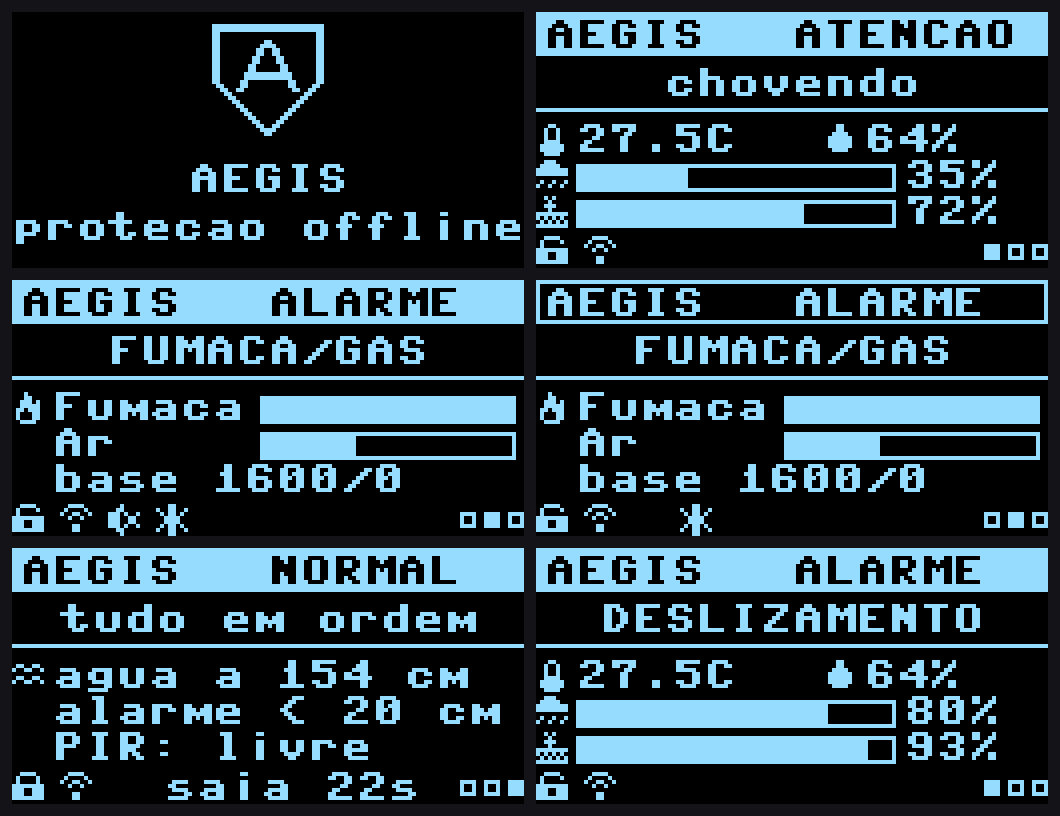 A
AEGIS
protecao offline
AEGIS ATENCAO
chovendo
27.5C 64%
35%
72%
AEGIS ALARME
FUMACA/GAS
Fumaca
Ar
base 1600/0
AEGIS ALARME
FUMACA/GAS
Fumaca
Ar
base 1600/0
AEGIS NORMAL
tudo em ordem
agua a 154 cm
alarme < 20 cm
PIR: livre
saia 22s
AEGIS ALARME
DESLIZAMENTO
27.5C 64%
80%
93%